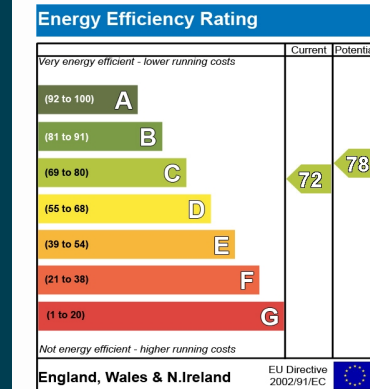 Energy Efficiency Rating
Current Potentia
Very energy efficient - lower running costs
(92 to 100) A
(81 to 91) B
(69 to 80) C
72
78
(55 to 68) D
(39 to 54) E
(21 to 38) F
(1 to 20) G
Not energy efficient - higher running costs
England, Wales & N.Ireland
EU Directive
2002/91/EC